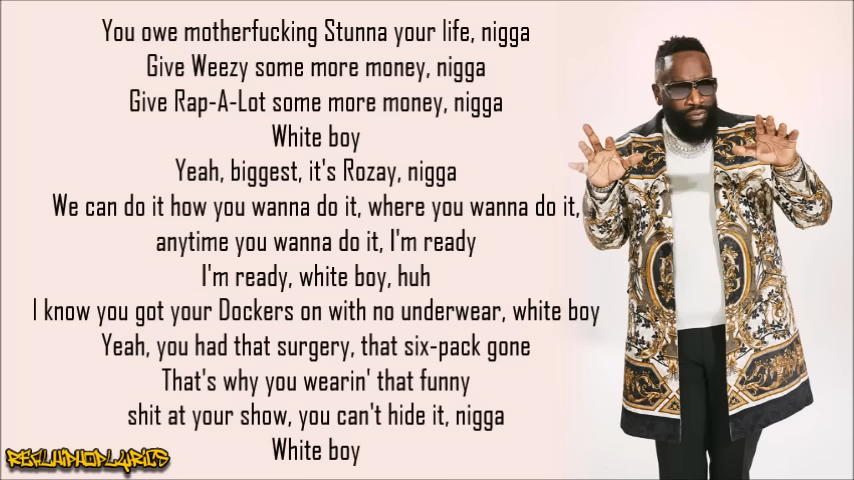 You owe motherfucking Stunna your life, nigga
Give Weezy some more money, nigga
Give Rap-A-Lot some more money, nigga
White boy
Yeah, biggest, it's Rozay, nigga
We can do it how you wanna do it, where you wanna do it,
anytime you wanna do it, I'm ready
I'm ready, white boy, huh
I know you got your Dockers on with no underwear, white boy
Yeah, you had that surgery, that six-pack gone
That's why you wearin' that funny
shit at your show, you can't hide it, nigga
White boy
REFLHIPHOPLYRICS